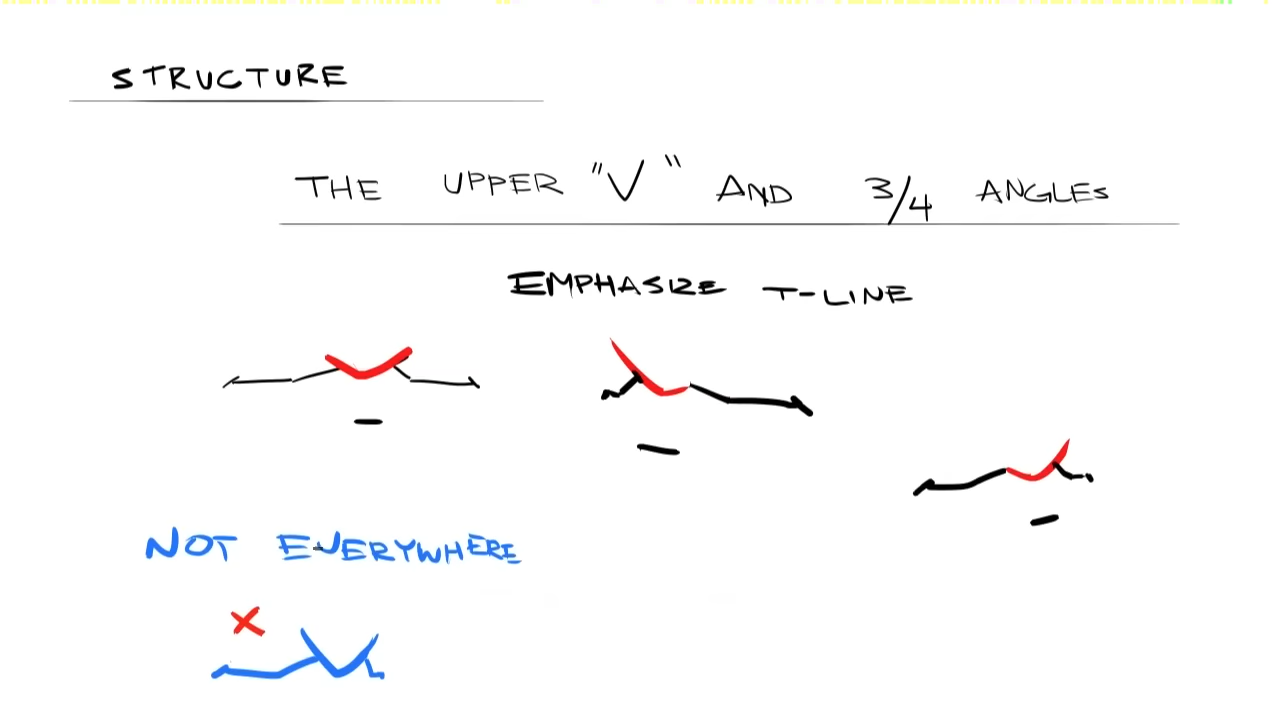 STRUCTURE
THE UPPER "V" AND 3/4 ANGLES
EMPHASIZE T-LINE
NOT EVERYWHERE